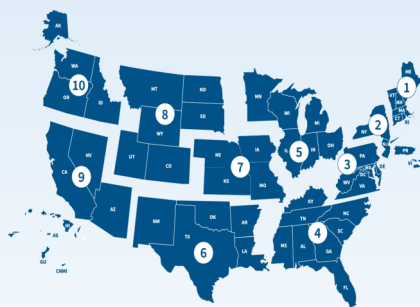 AK
WA
10
OR
ID
MT
ND
8
WY
SD
UT
CO
NV
CA
9
AZ
AS
GU
CNMI
NE
IA
7
KS
MO
NM
OK
TX
6
AR
LA
MN
WI
MI
IL
5
IN
OH
KY
TN
NC
4
SC
MS
AL
GA
FL
PA
3
WV
VA
DC
DE
NY
2
NJ
PR
VI
ME
1
VT
NH
MA
CT